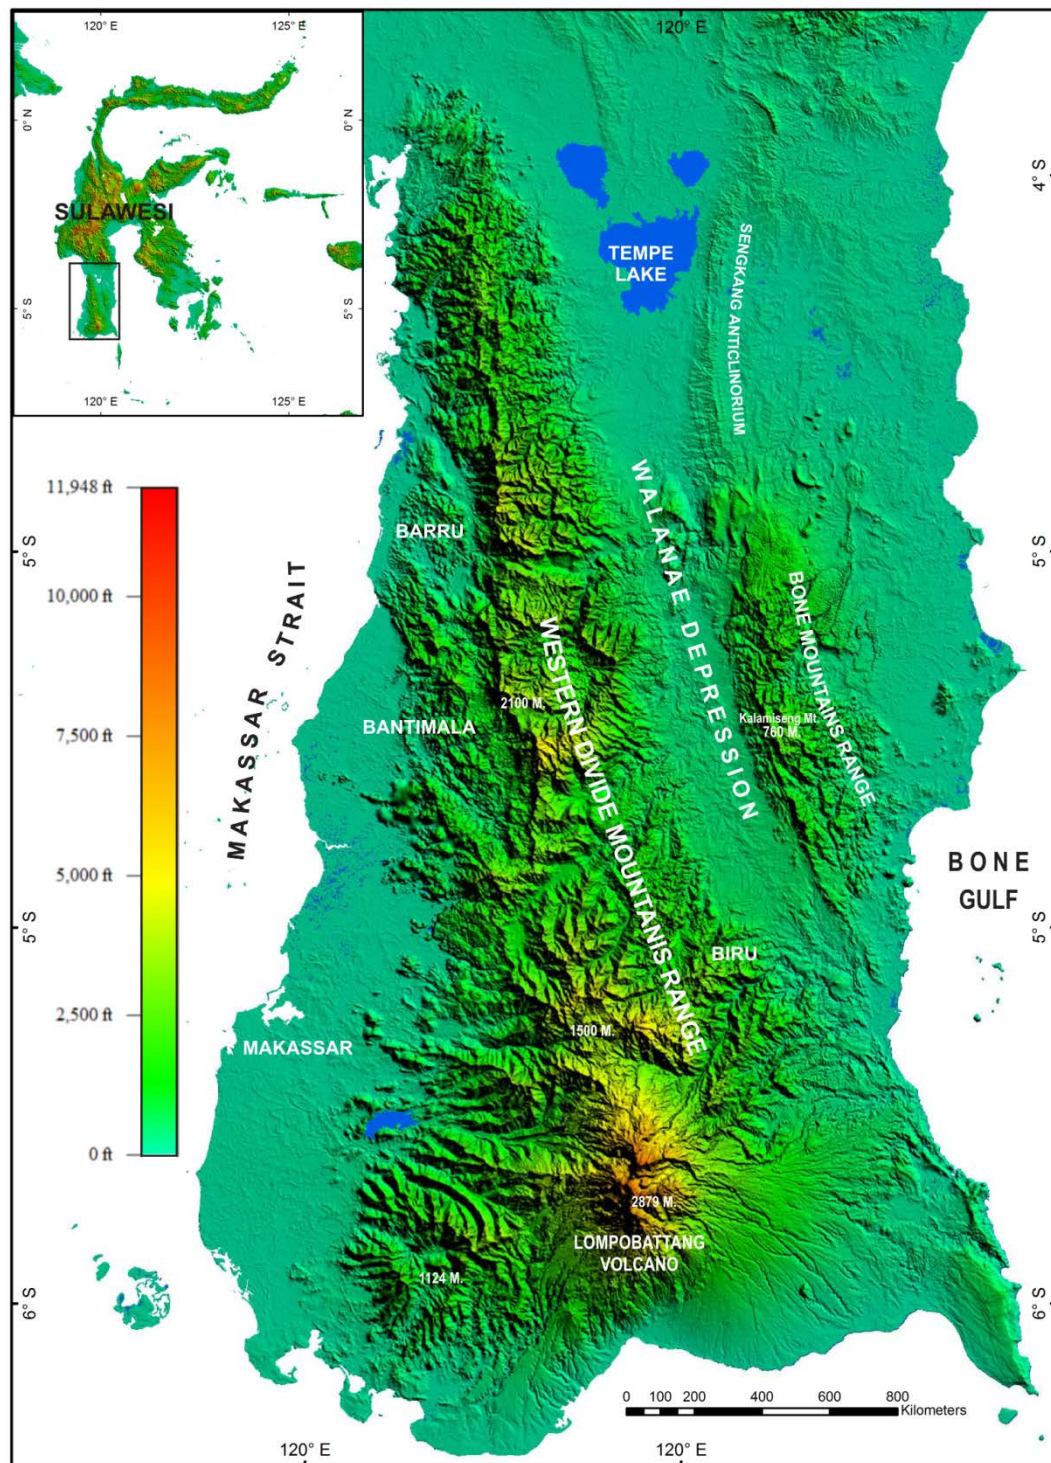 120° E
125° E
0° N
0° N
SULAWESI
5° S
5° S
120° E
125° E
120° E
4° S
TEMPE
LAKE
SENGKANG ANTICLINORIUM
11,948 ft
10,000 ft
7,500 ft
5,000 ft
2,500 ft
0 ft
5° S
5° S
BARRU
WALANAE DEPRESSION
BONE MOUNTAINS RANGE
MAKASSAR STRAIT
WESTERN DIVIDE MOUNTANIS RANGE
2100 M.
BANTIMALA
Kalamiseng Mt.
760 M.
BONE
GULF
5° S
5° S
BIRU
1500 M.
MAKASSAR
2879 M.
LOMPOBATTANG
VOLCANO
1124 M.
6° S
6° S
0 100 200 400 600 800
Kilometers
120° E
120° E